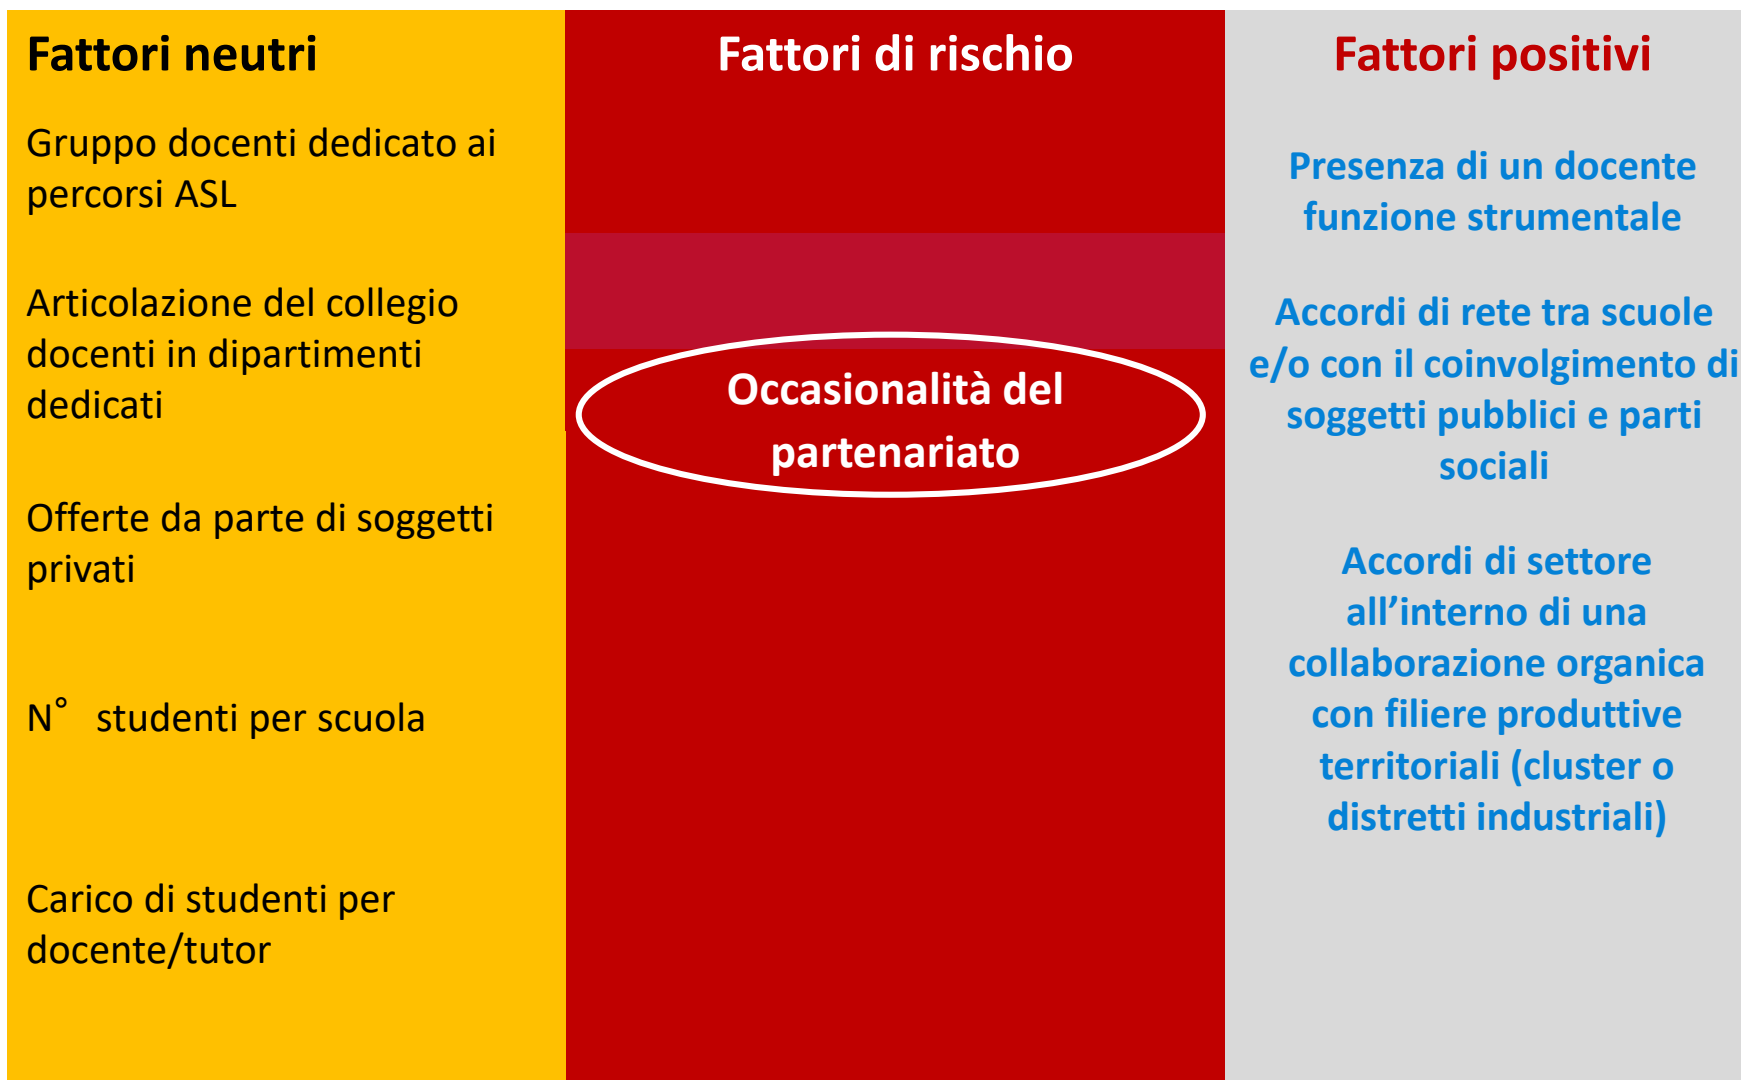 Fattori neutri
Gruppo docenti dedicato ai
percorsi ASL
Articolazione del collegio
docenti in dipartimenti
dedicati
Offerte da parte di soggetti
privati
N° studenti per scuola
Carico di studenti per
docente/tutor
Fattori di rischio
Occasionalità del
partenariato
Fattori positivi
Presenza di un docente
funzione strumentale
Accordi di rete tra scuole
e/o con il coinvolgimento di
soggetti pubblici e parti
sociali
Accordi di settore
all’interno di una
collaborazione organica
con filiere produttive
territoriali (cluster o
distretti industriali)